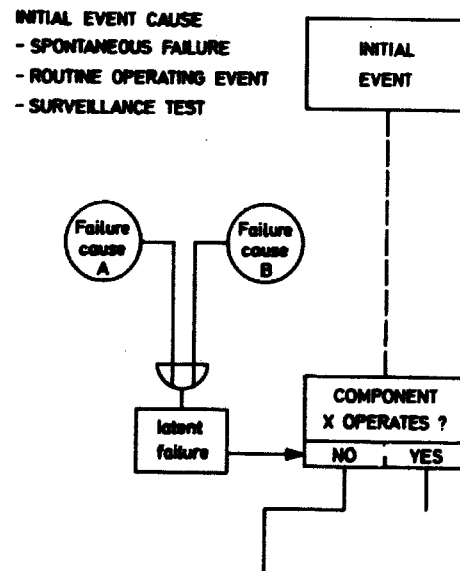 INITIAL EVENT CAUSE
- SPONTANEOUS FAILURE
- ROUTINE OPERATING EVENT
- SURVEILLANCE TEST
INITIAL
EVENT
Failure
cause
A
Failure
cause
B
latent
failure
COMPONENT
X OPERATES ?
NO
YES